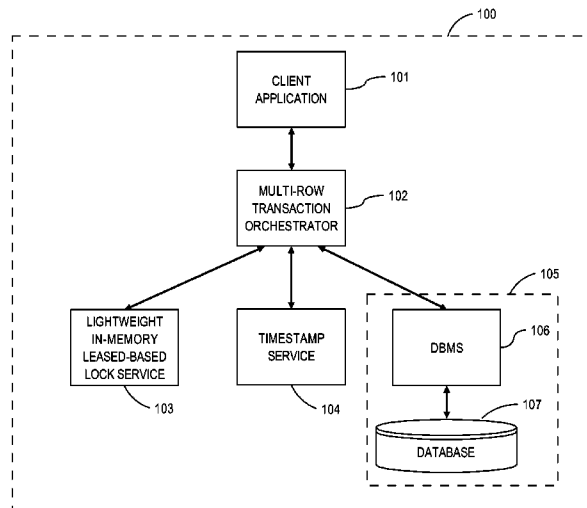 100
CLIENT
APPLICATION
101
MULTI-ROW
TRANSACTION
ORCHESTRATOR
102
105
LIGHTWEIGHT
IN-MEMORY
LEASED-BASED
LOCK SERVICE
103
TIMESTAMP
SERVICE
104
DBMS
106
107
DATABASE